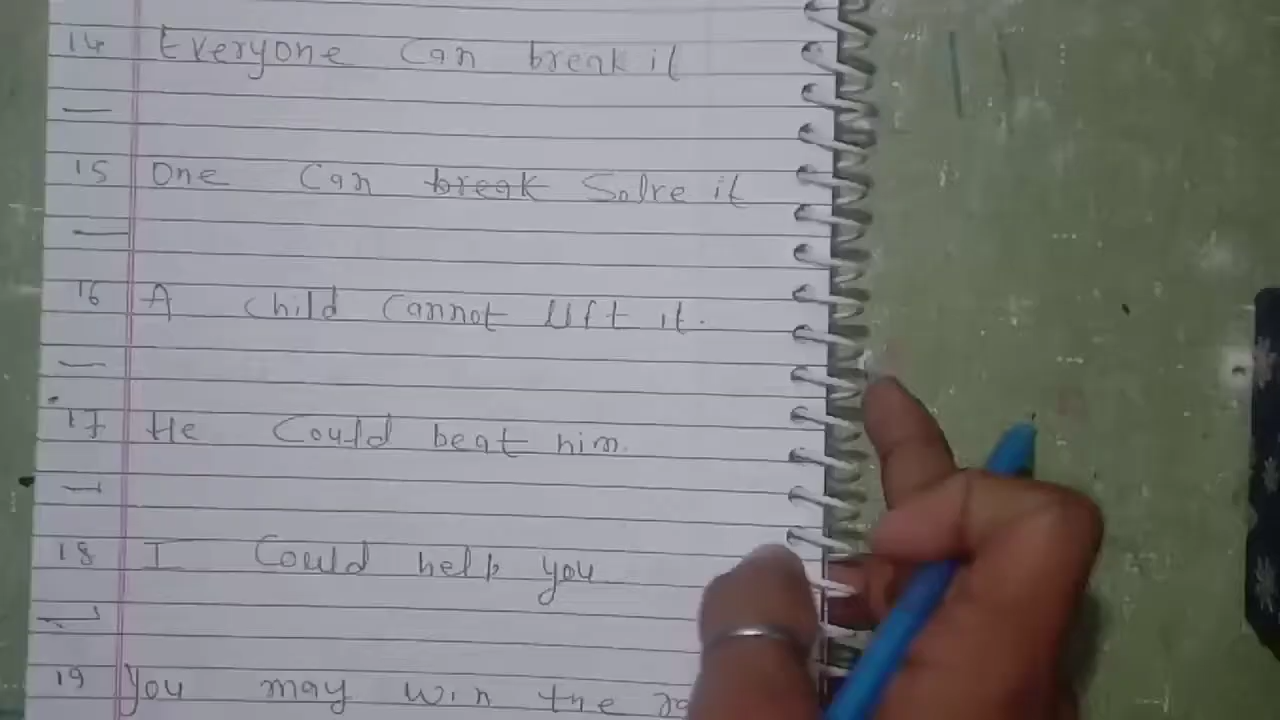 14 Everyone Can break it
15 One Can break Solve it
16 A Child Cannot lift it.
17 He Could beat him.
18 I Could help you
19 You may win the